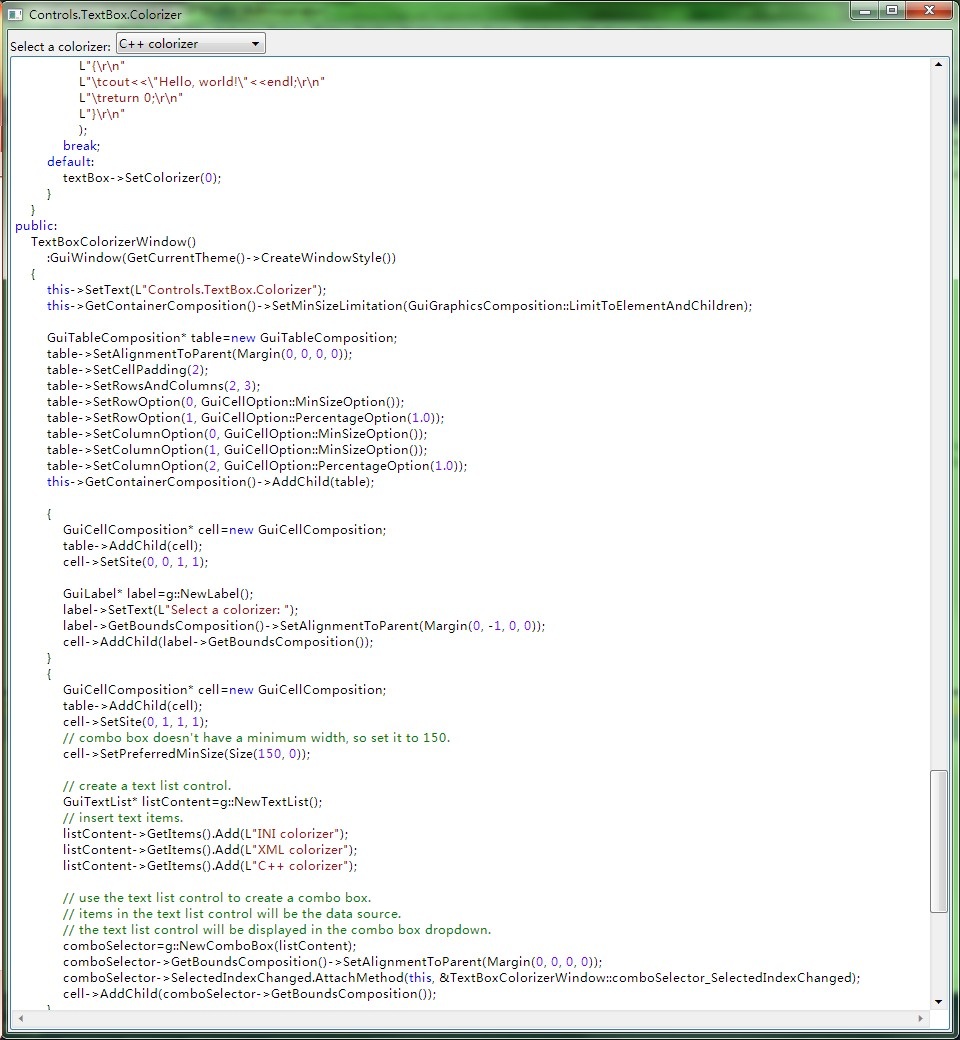 Controls.TextBox.Colorizer
Select a colorizer: C++ colorizer
L"{\r\n"
L"\tcout<<\"Hello, world!\"<<endl;\r\n"
L"\treturn 0;\r\n"
L"}\r\n"
);
break;
default:
textBox->SetColorizer(0);
}
}
public:
TextBoxColorizerWindow()
:GuiWindow(GetCurrentTheme()->CreateWindowStyle())
{
this->SetText(L"Controls.TextBox.Colorizer");
this->GetContainerComposition()->SetMinSizeLimitation(GuiGraphicsComposition::LimitToElementAndChildren);
GuiTableComposition* table=new GuiTableComposition;
table->SetAlignmentToParent(Margin(0, 0, 0, 0));
table->SetCellPadding(2);
table->SetRowsAndColumns(2, 3);
table->SetRowOption(0, GuiCellOption::MinSizeOption());
table->SetRowOption(1, GuiCellOption::PercentageOption(1.0));
table->SetColumnOption(0, GuiCellOption::MinSizeOption());
table->SetColumnOption(1, GuiCellOption::MinSizeOption());
table->SetColumnOption(2, GuiCellOption::PercentageOption(1.0));
this->GetContainerComposition()->AddChild(table);
{
GuiCellComposition* cell=new GuiCellComposition;
table->AddChild(cell);
cell->SetSite(0, 0, 1, 1);
GuiLabel* label=g::NewLabel();
label->SetText(L"Select a colorizer: ");
label->GetBoundsComposition()->SetAlignmentToParent(Margin(0, -1, 0, 0));
cell->AddChild(label->GetBoundsComposition());
}
{
GuiCellComposition* cell=new GuiCellComposition;
table->AddChild(cell);
cell->SetSite(0, 1, 1, 1);
// combo box doesn't have a minimum width, so set it to 150.
cell->SetPreferredMinSize(Size(150, 0));
// create a text list control.
GuiTextList* listContent=g::NewTextList();
// insert text items.
listContent->GetItems().Add(L"INI colorizer");
listContent->GetItems().Add(L"XML colorizer");
listContent->GetItems().Add(L"C++ colorizer");
// use the text list control to create a combo box.
// items in the text list control will be the data source.
// the text list control will be displayed in the combo box dropdown.
comboSelector=g::NewComboBox(listContent);
comboSelector->GetBoundsComposition()->SetAlignmentToParent(Margin(0, 0, 0, 0));
comboSelector->SelectedIndexChanged.AttachMethod(this, &TextBoxColorizerWindow::comboSelector_SelectedIndexChanged);
cell->AddChild(comboSelector->GetBoundsComposition());
}